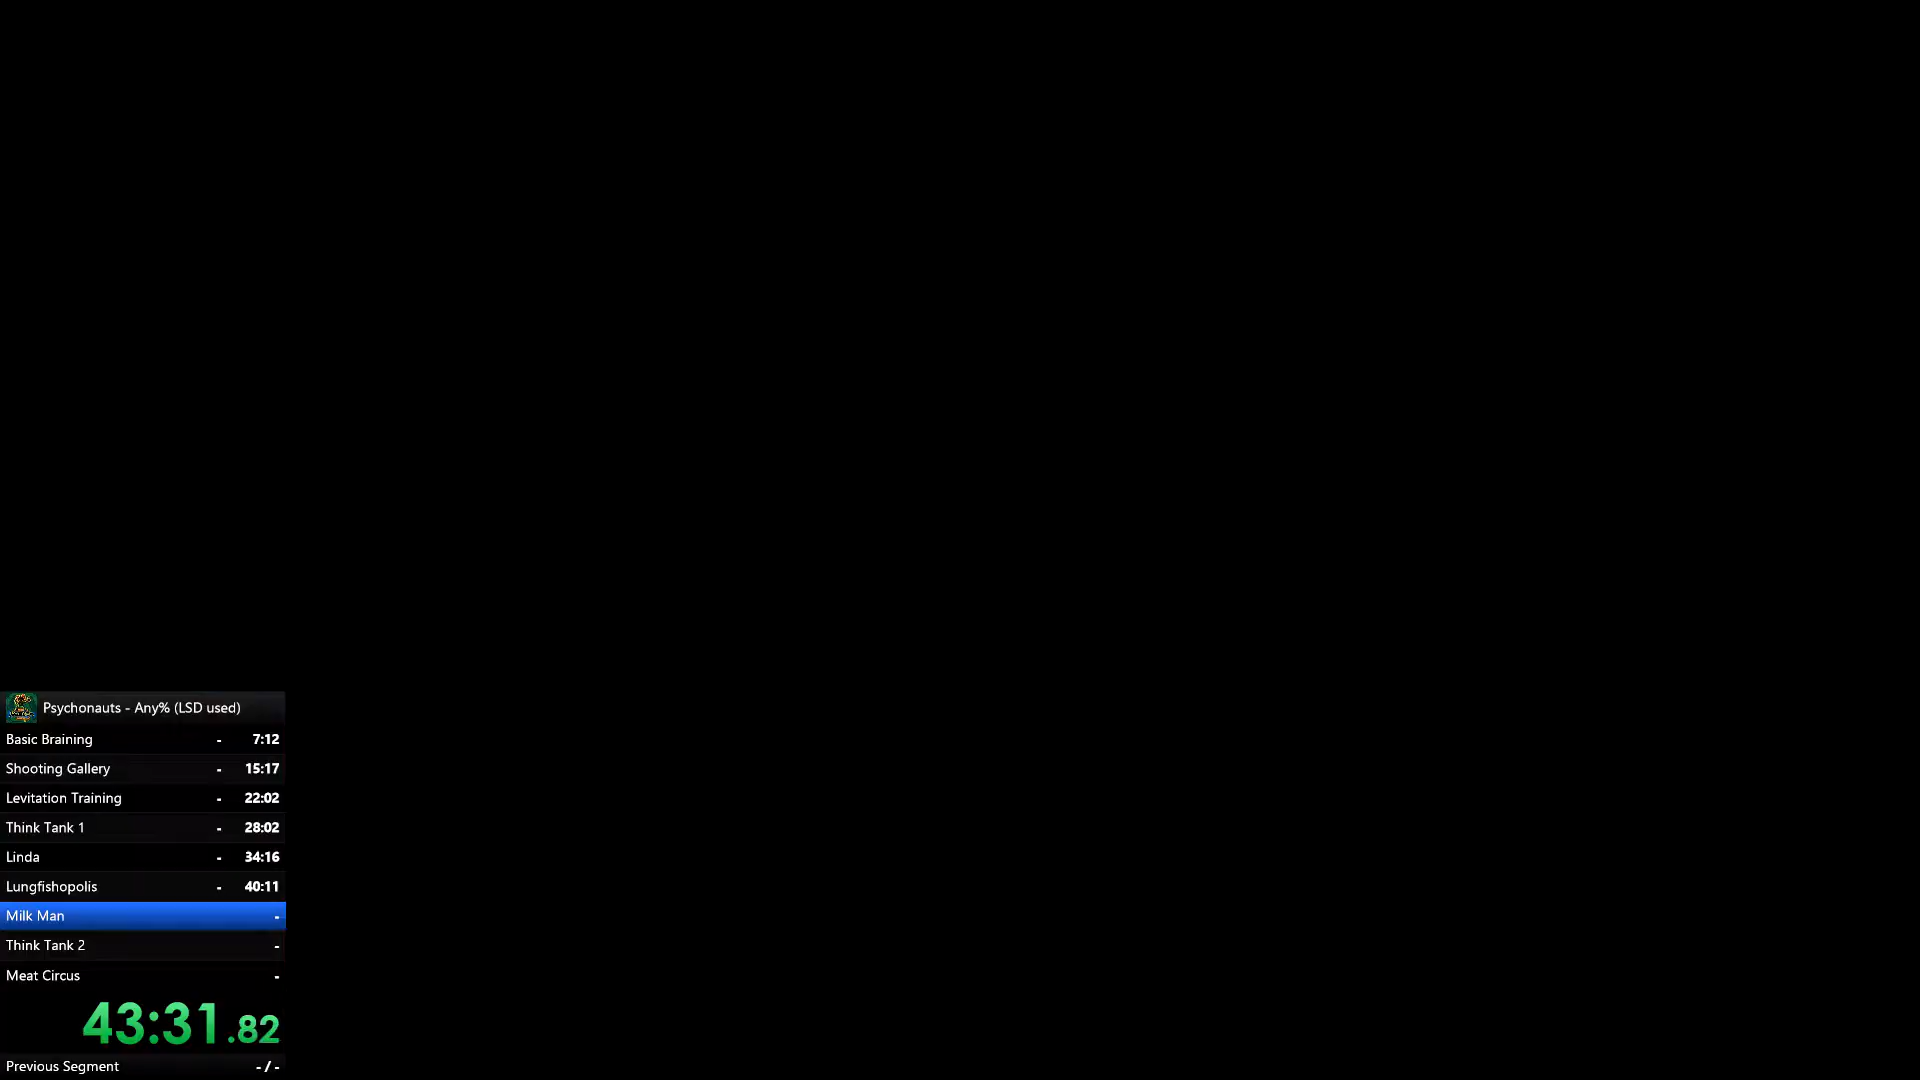 Psychonauts - Any% (LSD used)
Basic Braining - 7:12
Shooting Gallery - 15:17
Levitation Training - 22:02
Think Tank 1 - 28:02
Linda - 34:16
Lungfishopolis - 40:11
Milk Man -
Think Tank 2 -
Meat Circus -
43:31.82
Previous Segment - / -